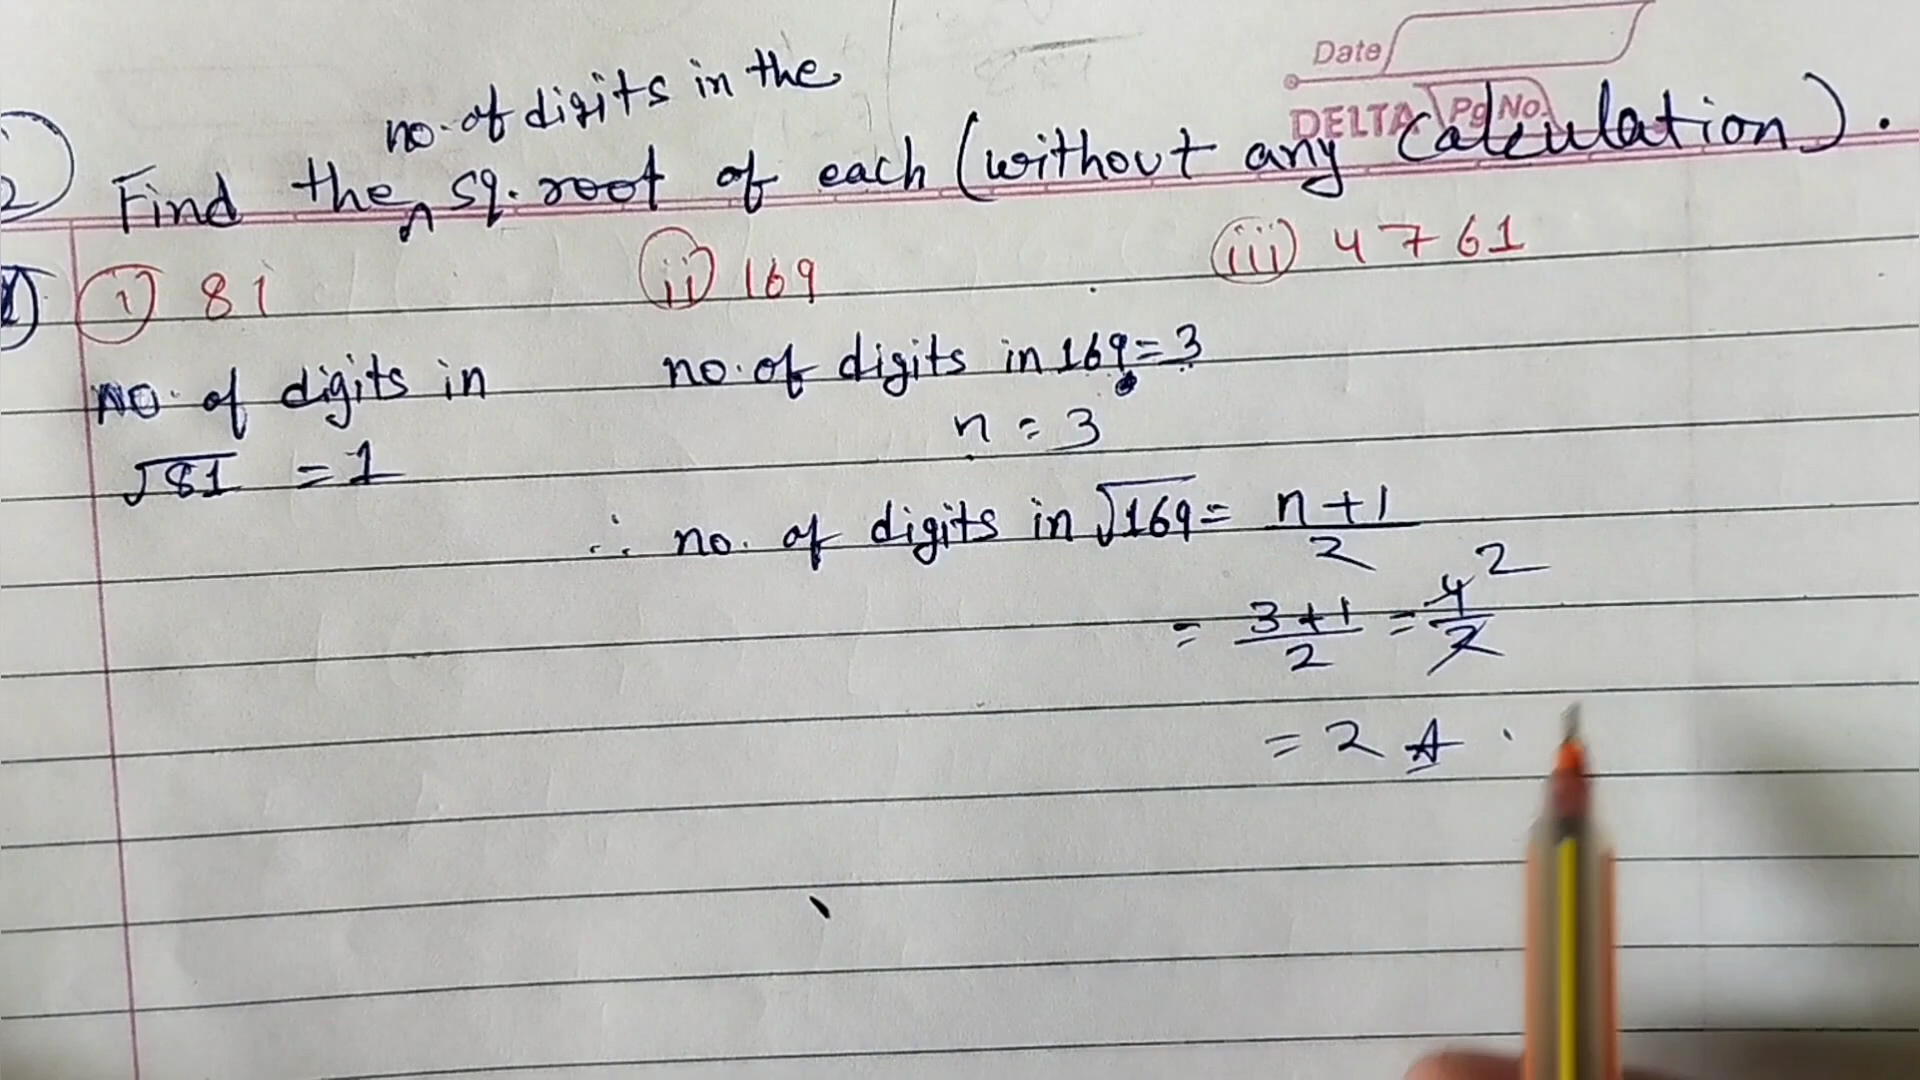 Date
DELTA Pg No.
no. of digits in the
2 Find the ^ sq. root of each (without any calculation).
i) 81 ii) 169 iii) 4761
no. of digits in
√81 = 1
no. of digits in 169 = 3
n = 3
∴ no. of digits in √169 = n+1/2
= 3+1/2 = 4/2 2
= 2 A